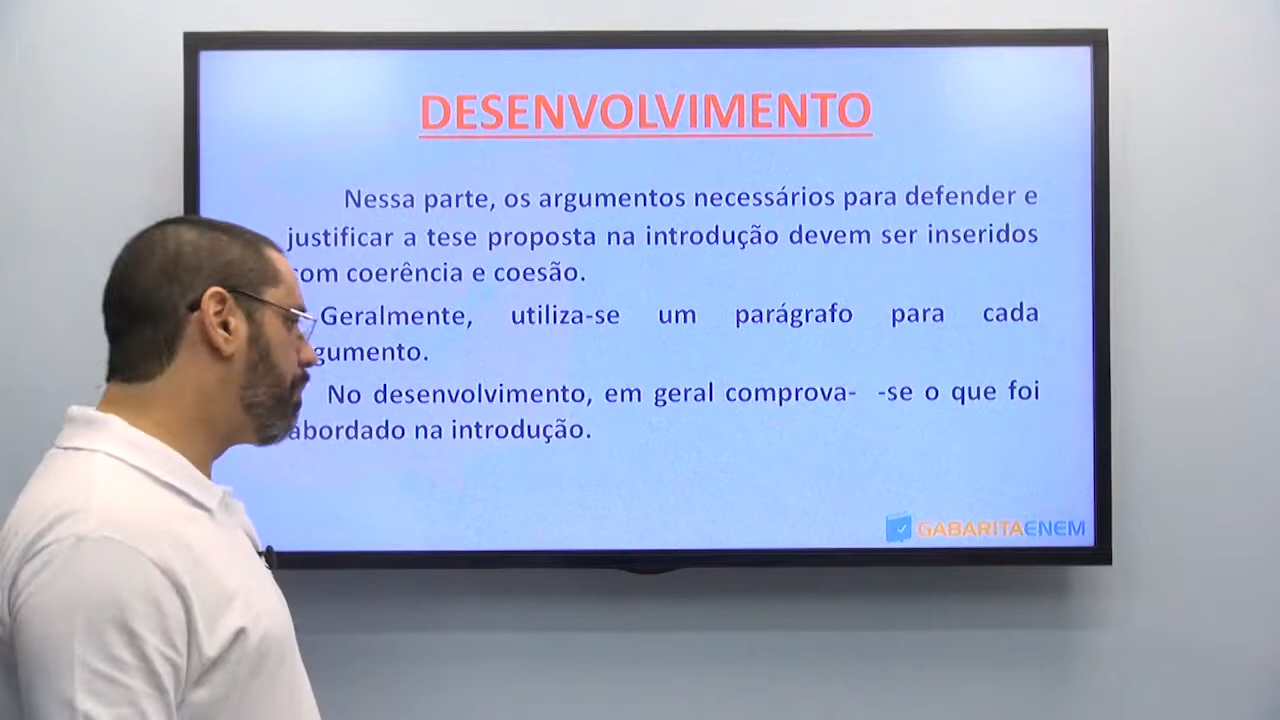 DESENVOLVIMENTO
Nessa parte, os argumentos necessários para defender e
justificar a tese proposta na introdução devem ser inseridos
com coerência e coesão.
Geralmente, utiliza-se um parágrafo para cada
argumento.
No desenvolvimento, em geral comprova- -se o que foi
abordado na introdução.
GABARITAENEM